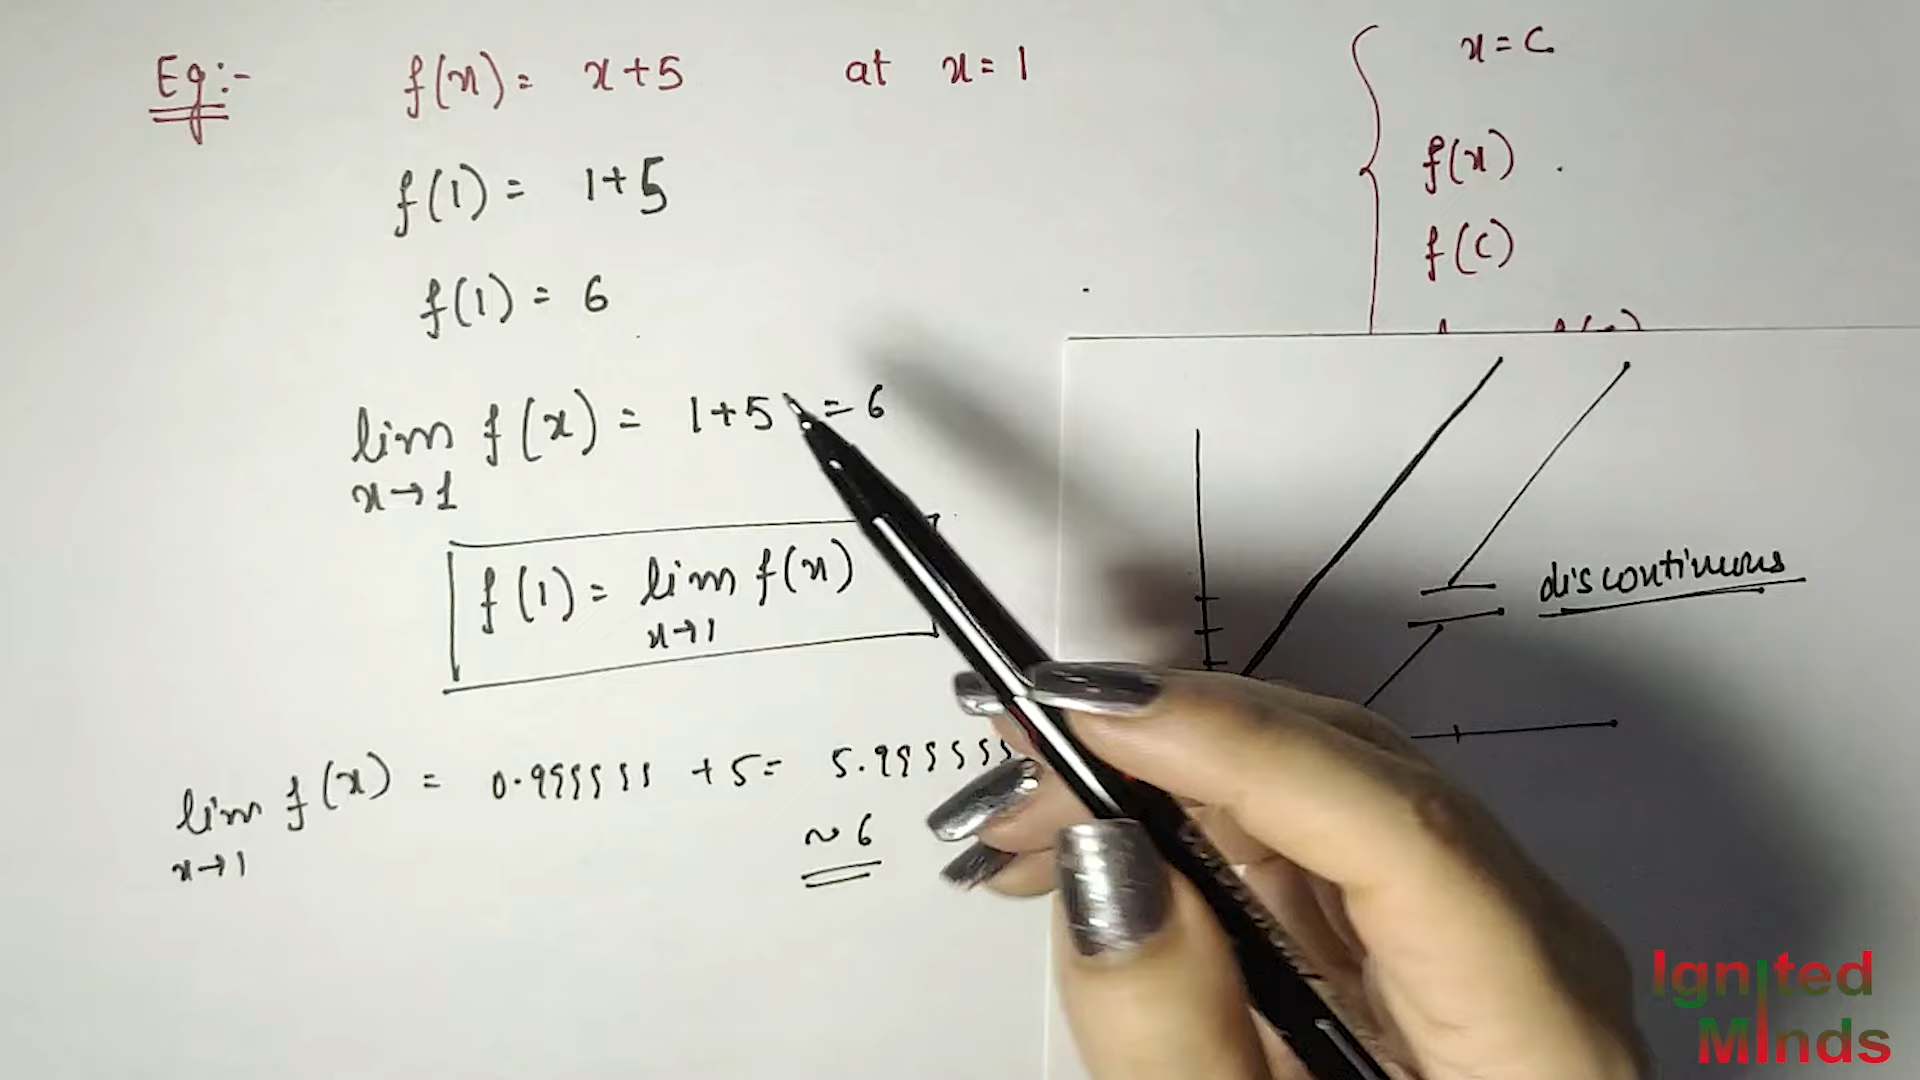 Eg:- f(x) = x+5 at x = 1
f(1) = 1+5
f(1) = 6
lim f(x) = 1+5 = 6
x→1
f(1) = lim f(x)
x→1
lim f(x) = 0.999999 + 5 = 5.999999
x→1
~ 6
x = c
f(x) .
f(c)
discontinuous
Ignited
Minds